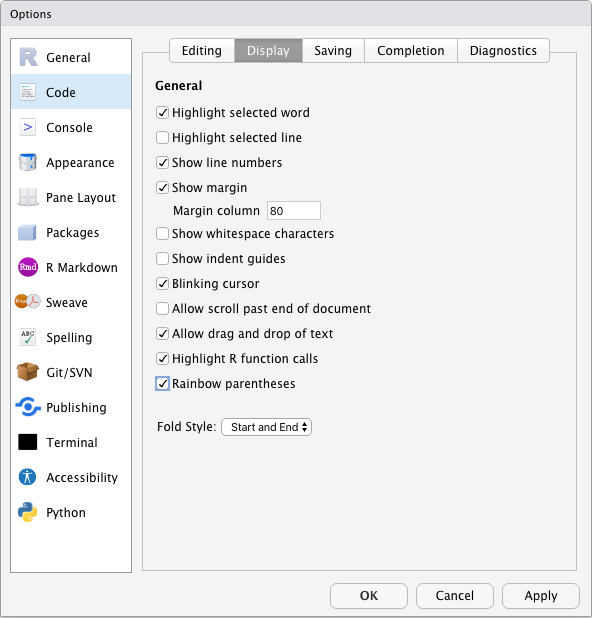 Options
General
Code
Console
Appearance
Pane Layout
Packages
Rmd R Markdown
Rnw Sweave
ABC Spelling
Git/SVN
Publishing
Terminal
Accessibility
Python
Editing Display Saving Completion Diagnostics
General
Highlight selected word
Highlight selected line
Show line numbers
Show margin
Margin column 80
Show whitespace characters
Show indent guides
Blinking cursor
Allow scroll past end of document
Allow drag and drop of text
Highlight R function calls
Rainbow parentheses
Fold Style: Start and End
OK Cancel Apply